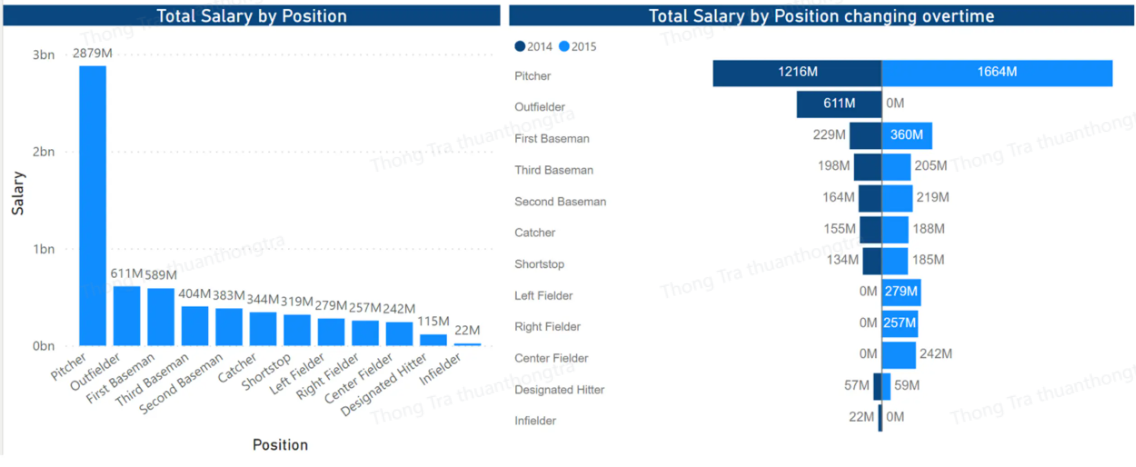 Total Salary by Position
3bn
2bn
1bn
0bn
Salary
2879M
611M
589M
404M
383M
344M
319M
279M
257M
242M
115M
22M
Pitcher
Outfielder
First Baseman
Third Baseman
Second Baseman
Catcher
Shortstop
Left Fielder
Right Fielder
Center Fielder
Designated Hitter
Infielder
Position
Total Salary by Position changing overtime
2014 2015
Pitcher 1216M 1664M
Outfielder 611M 0M
First Baseman 229M 360M
Third Baseman 198M 205M
Second Baseman 164M 219M
Catcher 155M 188M
Shortstop 134M 185M
Left Fielder 0M 279M
Right Fielder 0M 257M
Center Fielder 0M 242M
Designated Hitter 57M 59M
Infielder 22M 0M
Thong Tra thuanthongtra